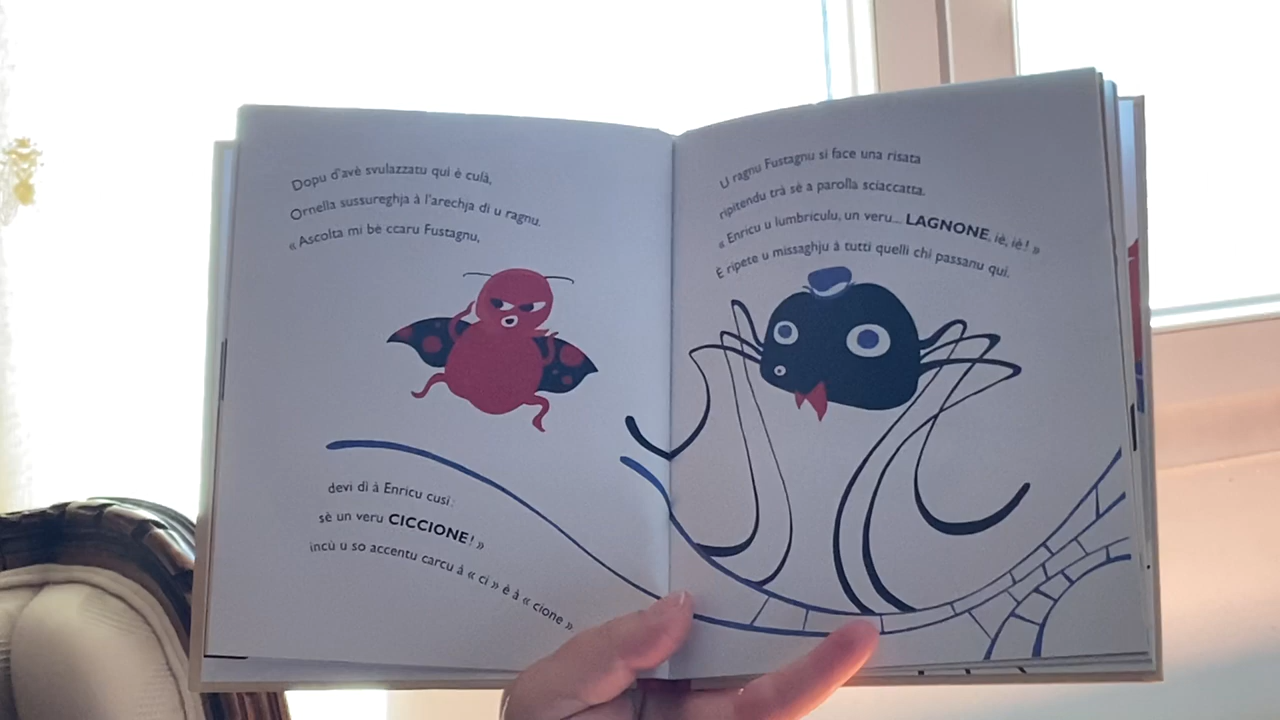 Dopu d'avè svulazzatu quì è culà,
Ornella sussureghja à l'arechja di u ragnu.
« Ascolta mi bè ccaru Fustagnu,
devi dì à Enricu cusì:
sè un veru CICCIONE! »
incù u so accentu carcu à « ci » è à « cione ».
U ragnu Fustagnu si face una risata
ripitendu trà sè a parolla sciaccatta.
« Enricu u lumbriculu, un veru... LAGNONE, iè, iè! »
È ripete u missaghju à tutti quelli chì passanu quì.